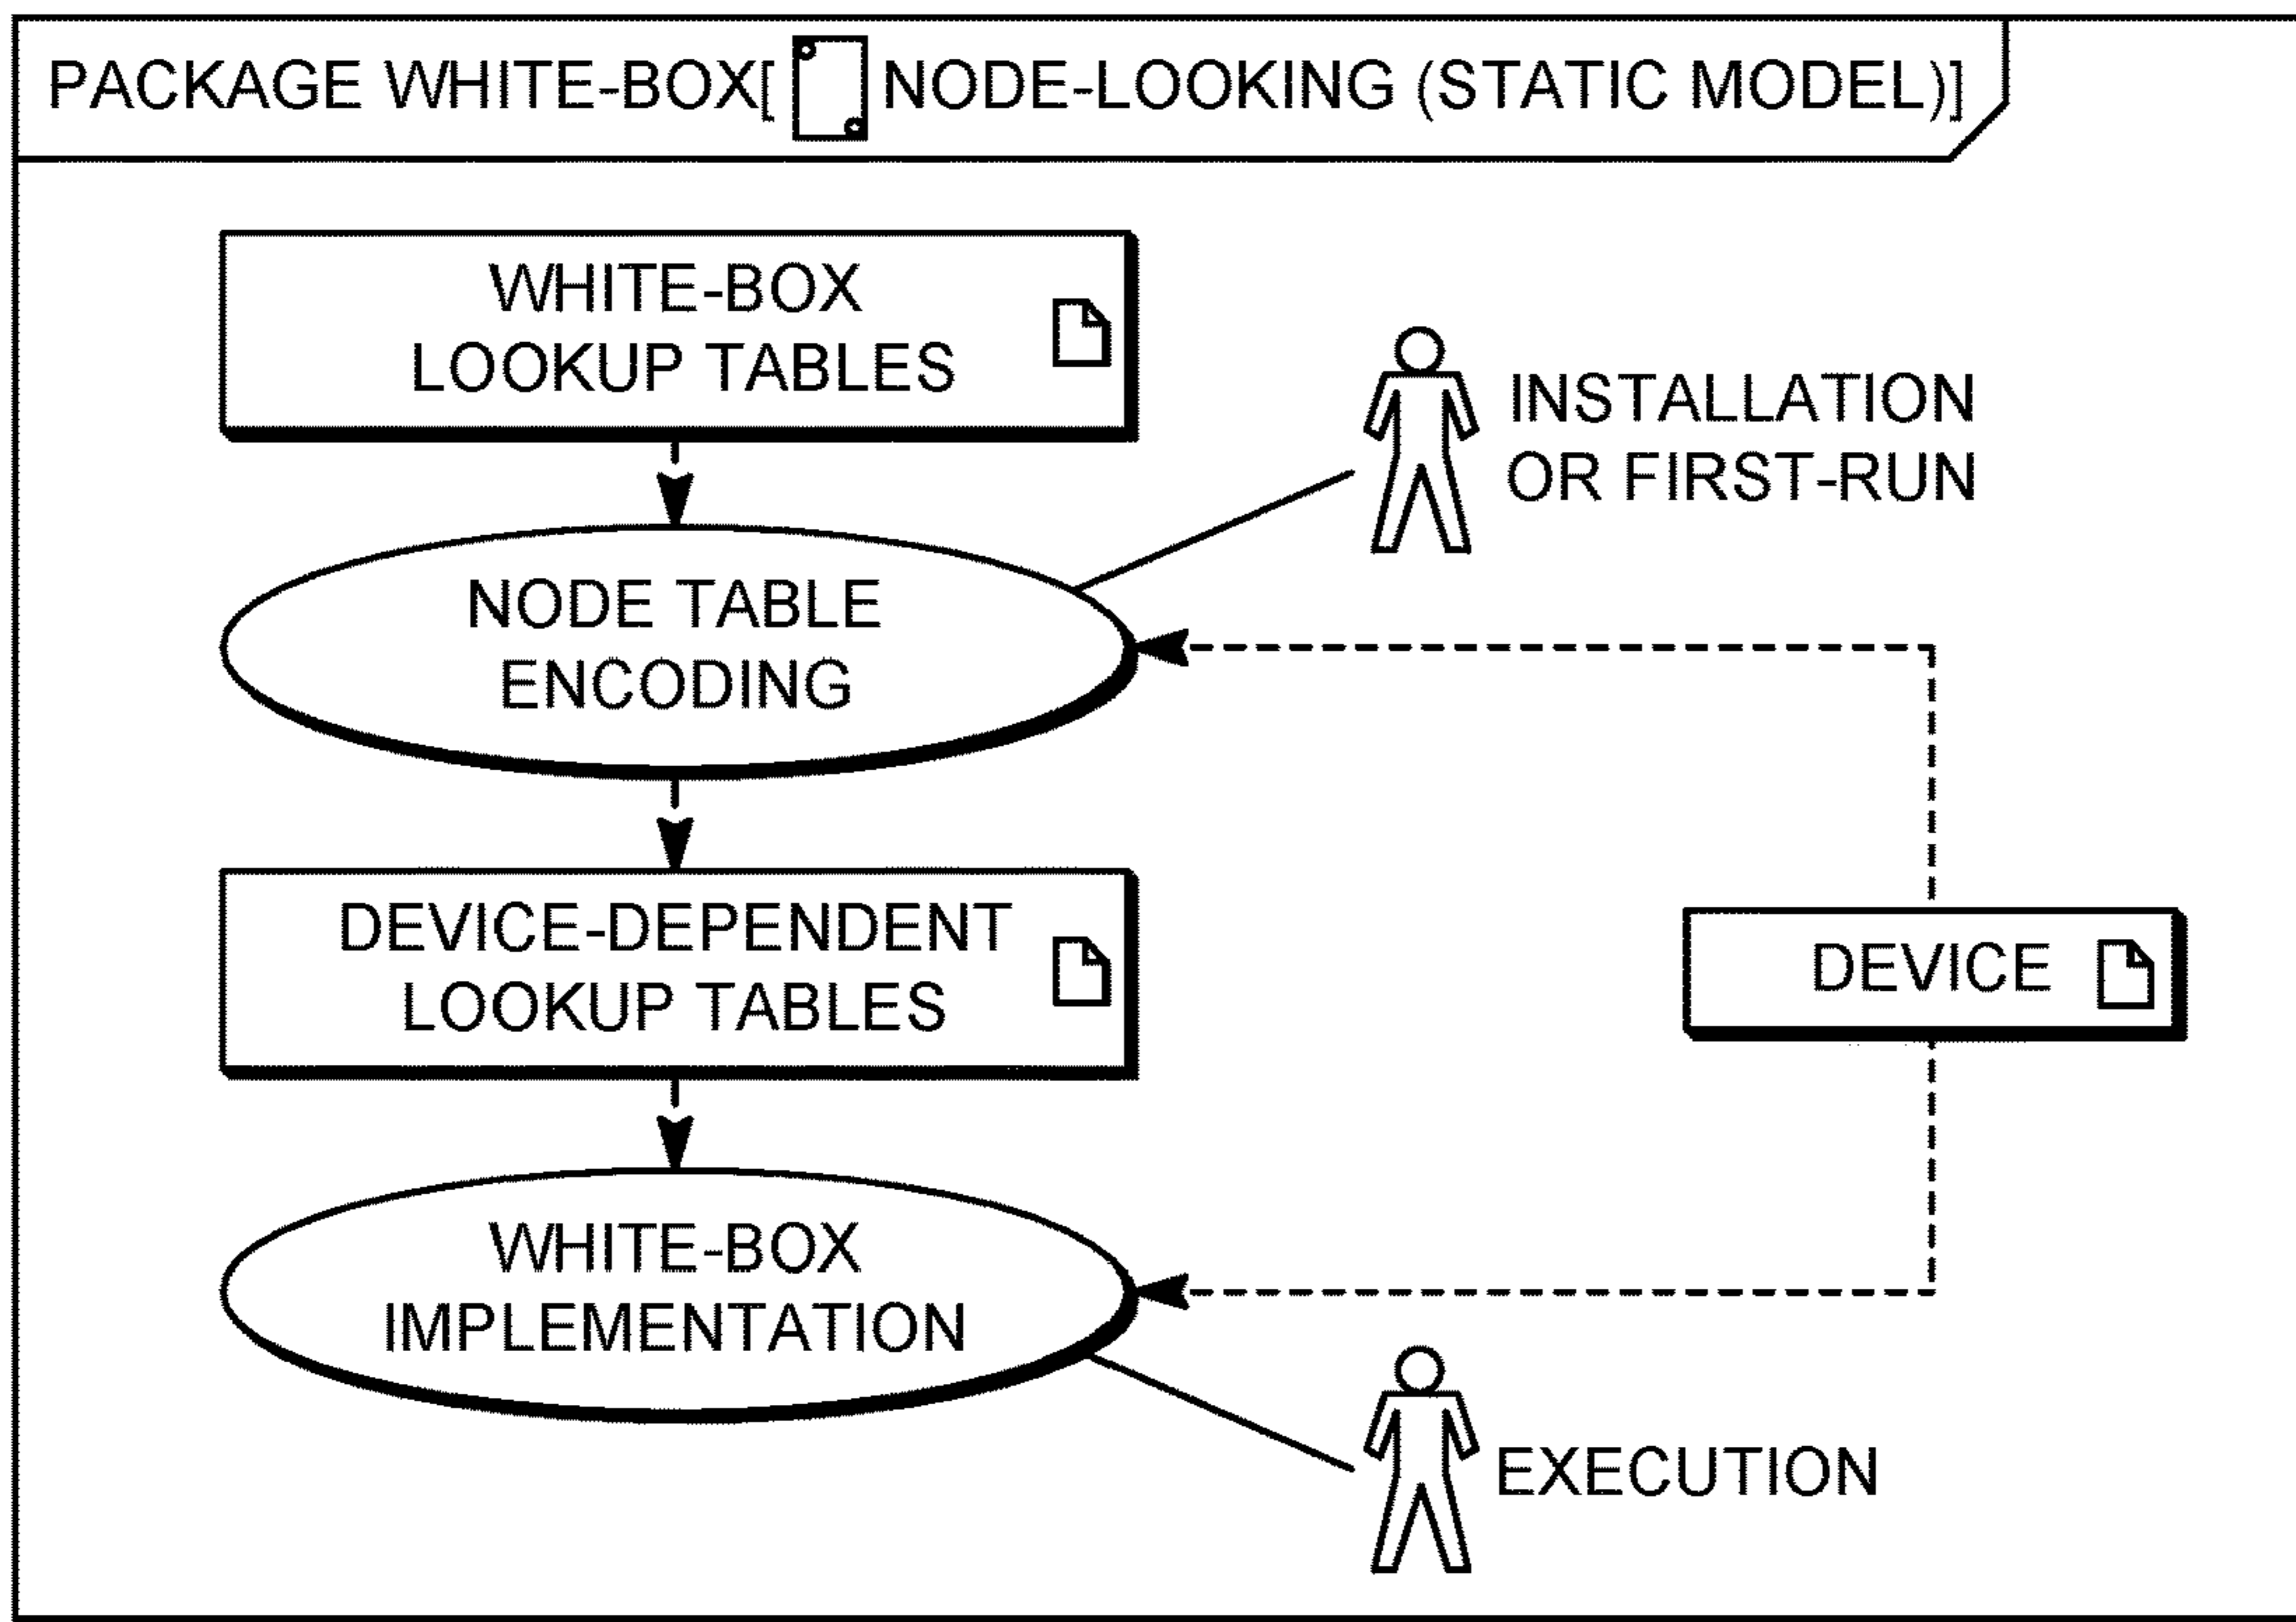 PACKAGE WHITE-BOX[ NODE-LOOKING (STATIC MODEL)]
WHITE-BOX
LOOKUP TABLES
INSTALLATION
OR FIRST-RUN
NODE TABLE
ENCODING
DEVICE-DEPENDENT
LOOKUP TABLES
DEVICE
WHITE-BOX
IMPLEMENTATION
EXECUTION